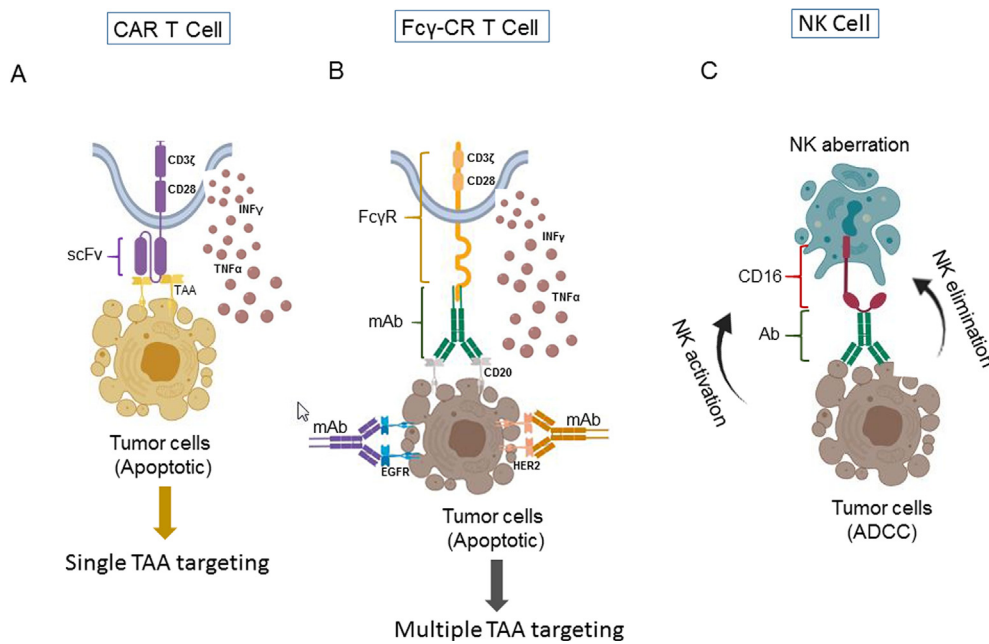 CAR T Cell
Fcγ-CR T Cell
NK Cell
A
B
C
CD3ζ
CD28
INFγ
scFv
TNFα
TAA
Tumor cells
(Apoptotic)
Single TAA targeting
CD3ζ
CD28
FcγR
INFγ
TNFα
mAb
CD20
mAb
EGFR
mAb
HER2
Tumor cells
(Apoptotic)
Multiple TAA targeting
NK aberration
CD16
Ab
NK activation
NK elimination
Tumor cells
(ADCC)